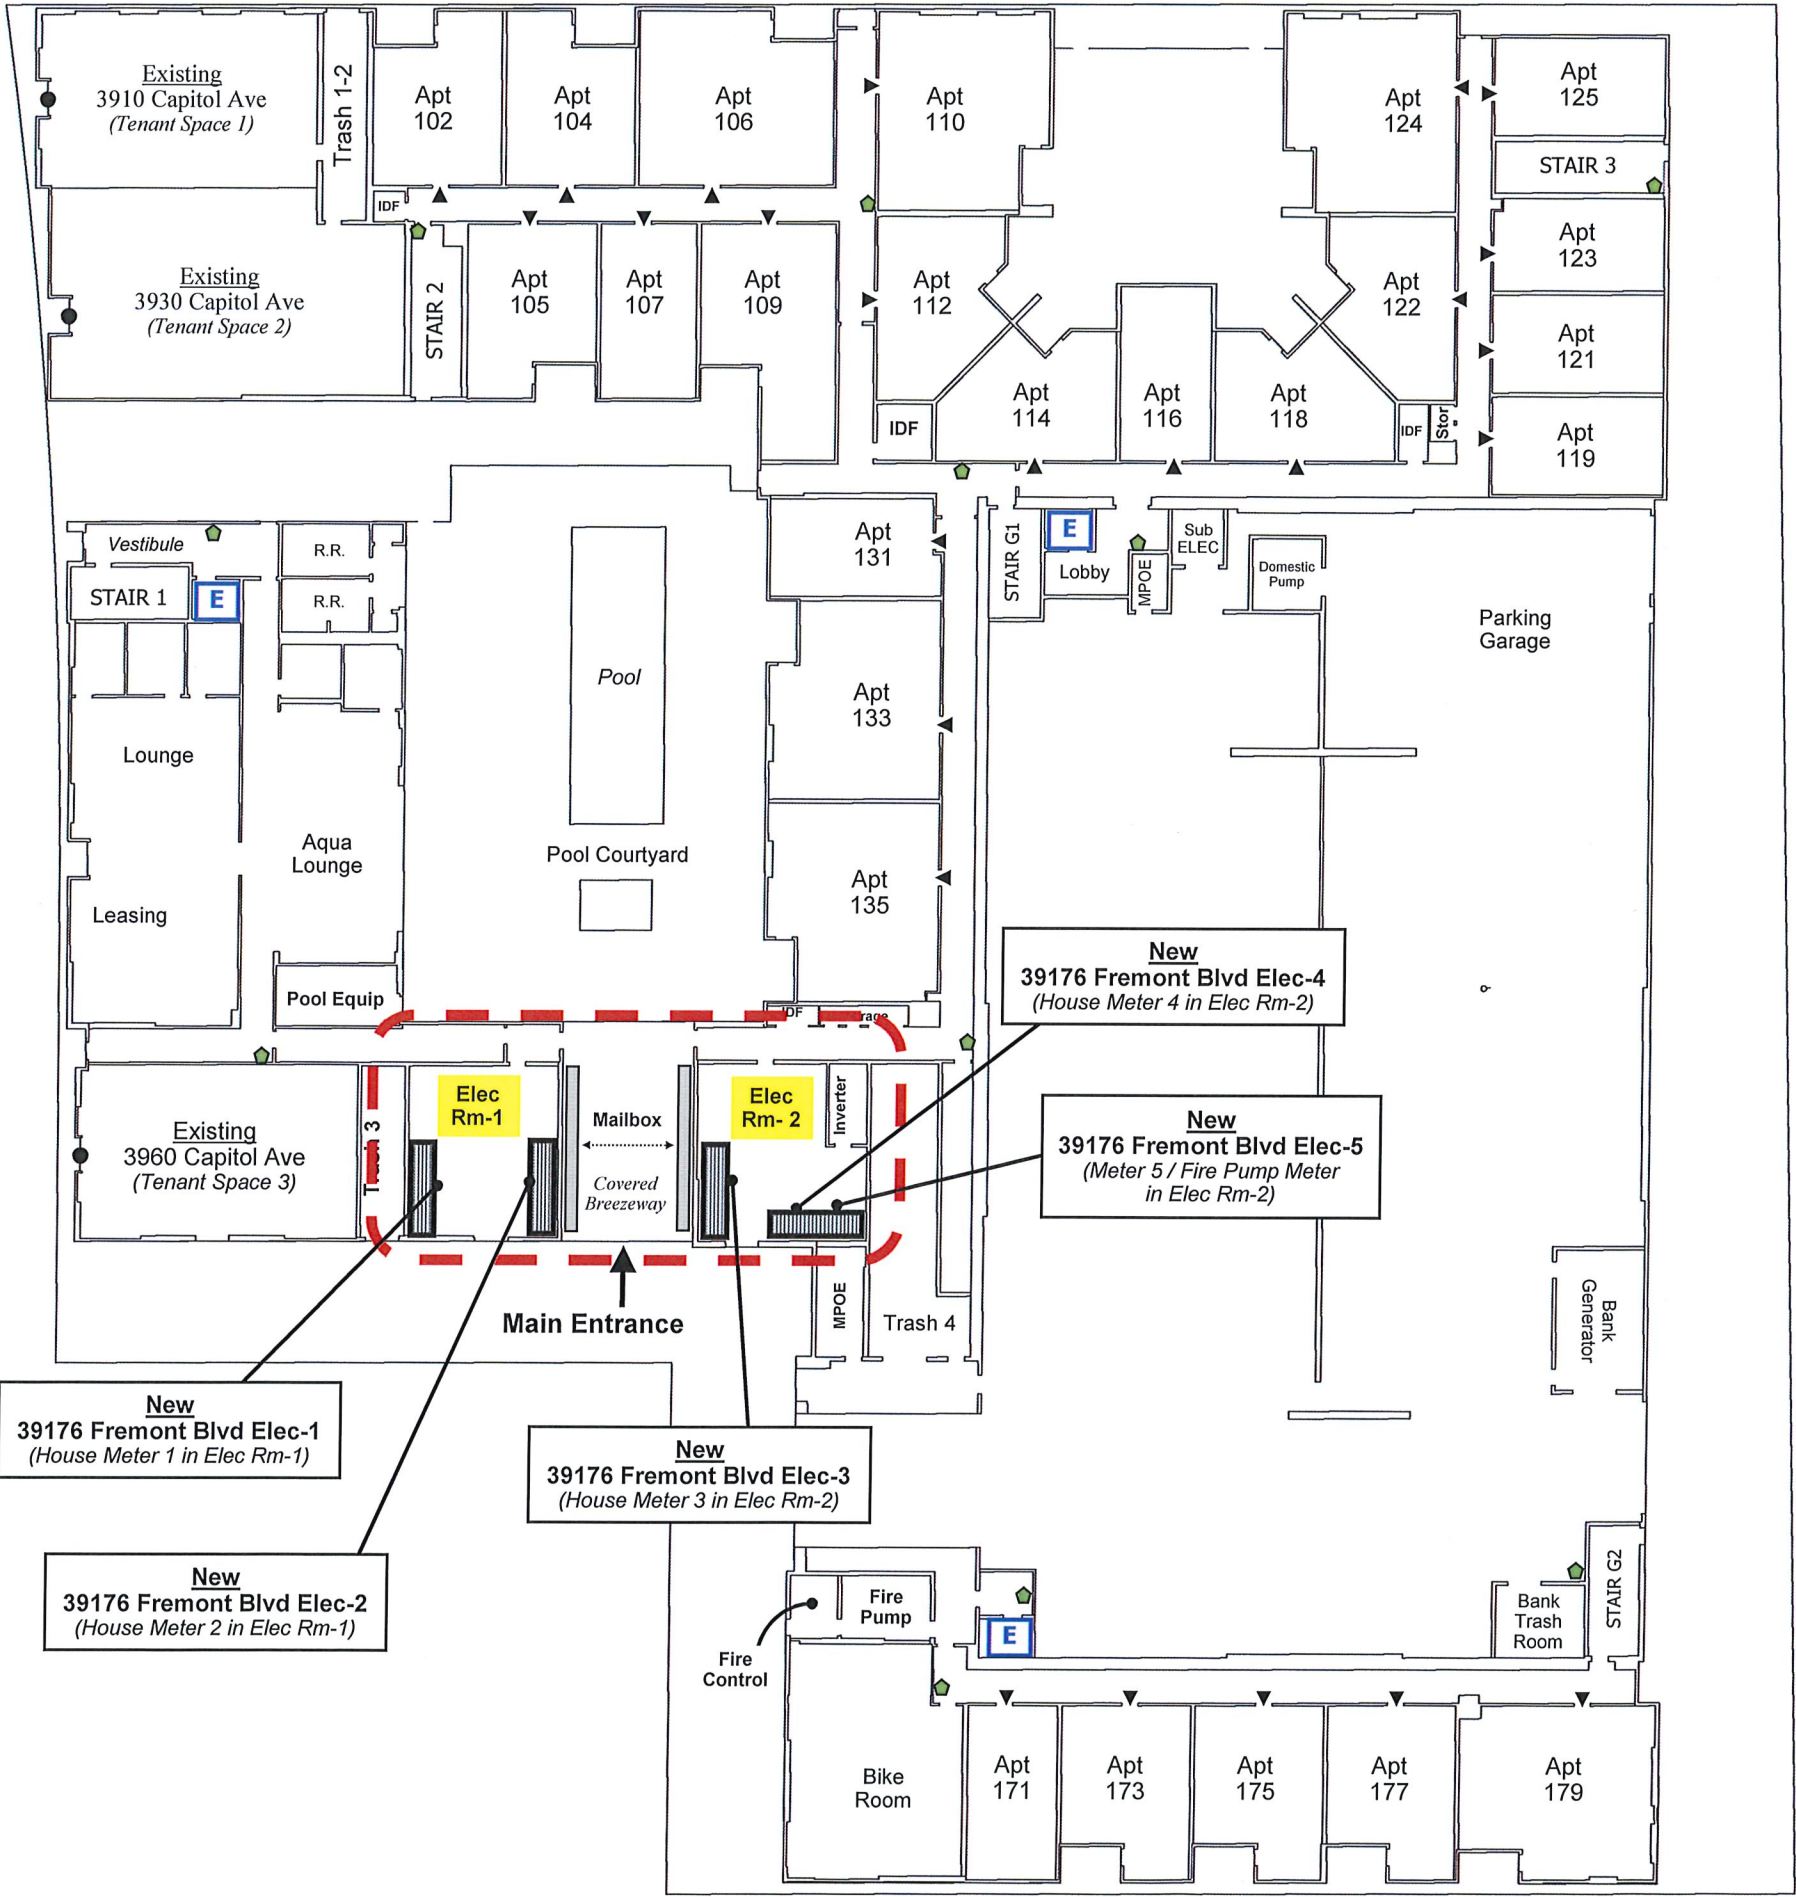 Existing
3910 Capitol Ave
(Tenant Space 1)
Trash 1-2
Apt
102
Apt
104
Apt
106
Apt
110
Apt
124
Apt
125
STAIR 3
IDF
Existing
3930 Capitol Ave
(Tenant Space 2)
STAIR 2
Apt
105
Apt
107
Apt
109
Apt
112
Apt
122
Apt
123
Apt
121
Apt
114
Apt
116
Apt
118
IDF
IDF
Stor
Apt
119
Vestibule
R.R.
STAIR 1
E
R.R.
Apt
131
STAIR G1
E
Lobby
MPOE
Sub
ELEC
Domestic
Pump
Parking
Garage
Pool
Apt
133
Lounge
Aqua
Lounge
Pool Courtyard
Apt
135
Leasing
Pool Equip
IDF
rage
New
39176 Fremont Blvd Elec-4
(House Meter 4 in Elec Rm-2)
Existing
3960 Capitol Ave
(Tenant Space 3)
Trash 3
Elec
Rm-1
Mailbox
Covered
Breezeway
Elec
Rm- 2
Inverter
New
39176 Fremont Blvd Elec-5
(Meter 5 / Fire Pump Meter
in Elec Rm-2)
Main Entrance
MPOE
Trash 4
Bank
Generator
New
39176 Fremont Blvd Elec-1
(House Meter 1 in Elec Rm-1)
New
39176 Fremont Blvd Elec-3
(House Meter 3 in Elec Rm-2)
New
39176 Fremont Blvd Elec-2
(House Meter 2 in Elec Rm-1)
Fire
Pump
Fire
Control
E
Bank
Trash
Room
STAIR G2
Bike
Room
Apt
171
Apt
173
Apt
175
Apt
177
Apt
179